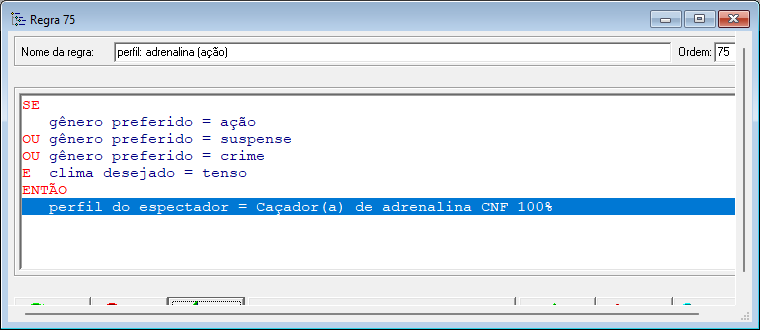 Regra 75
Nome da regra: perfil: adrenalina (ação) Ordem: 75
SE
gênero preferido = ação
OU gênero preferido = suspense
OU gênero preferido = crime
E clima desejado = tenso
ENTÃO
perfil do espectador = Caçador(a) de adrenalina CNF 100%